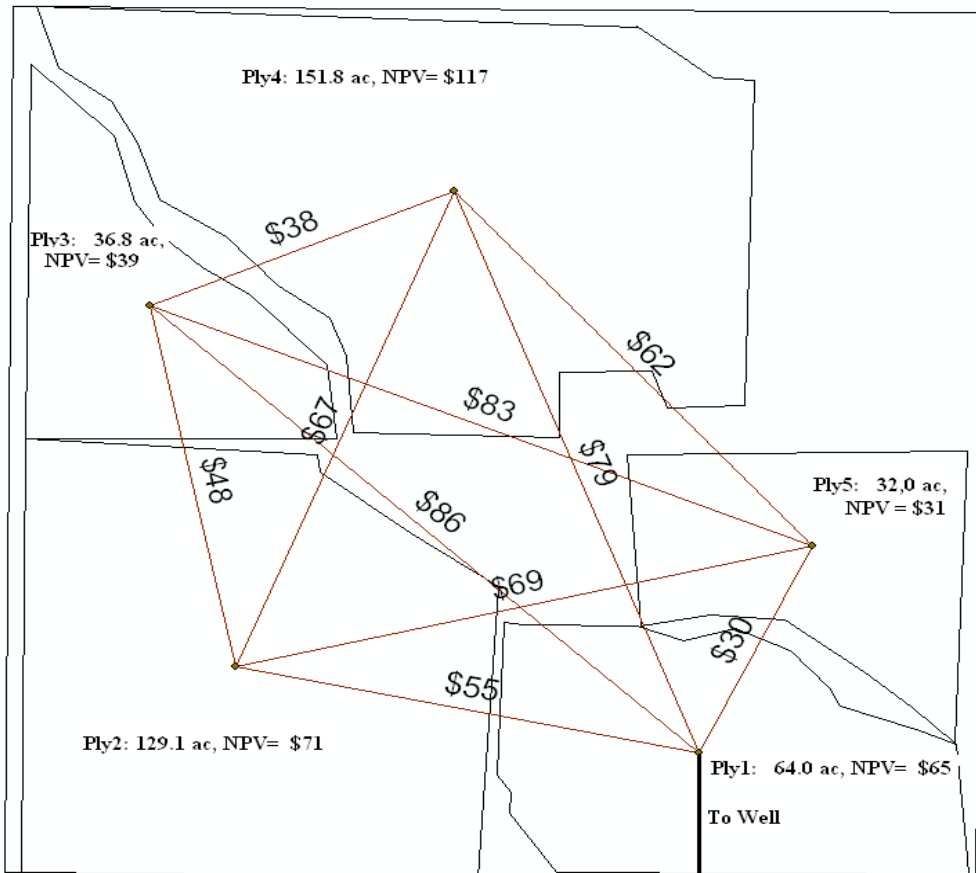 Ply4: 151.8 ac, NPV= $117
$38
Ply3: 36.8 ac,
NPV= $39
$62
$83
$67
$79
$48
Ply5: 32,0 ac,
NPV = $31
$86
$69
$30
$55
Ply2: 129.1 ac, NPV= $71
Ply1: 64.0 ac, NPV= $65
To Well